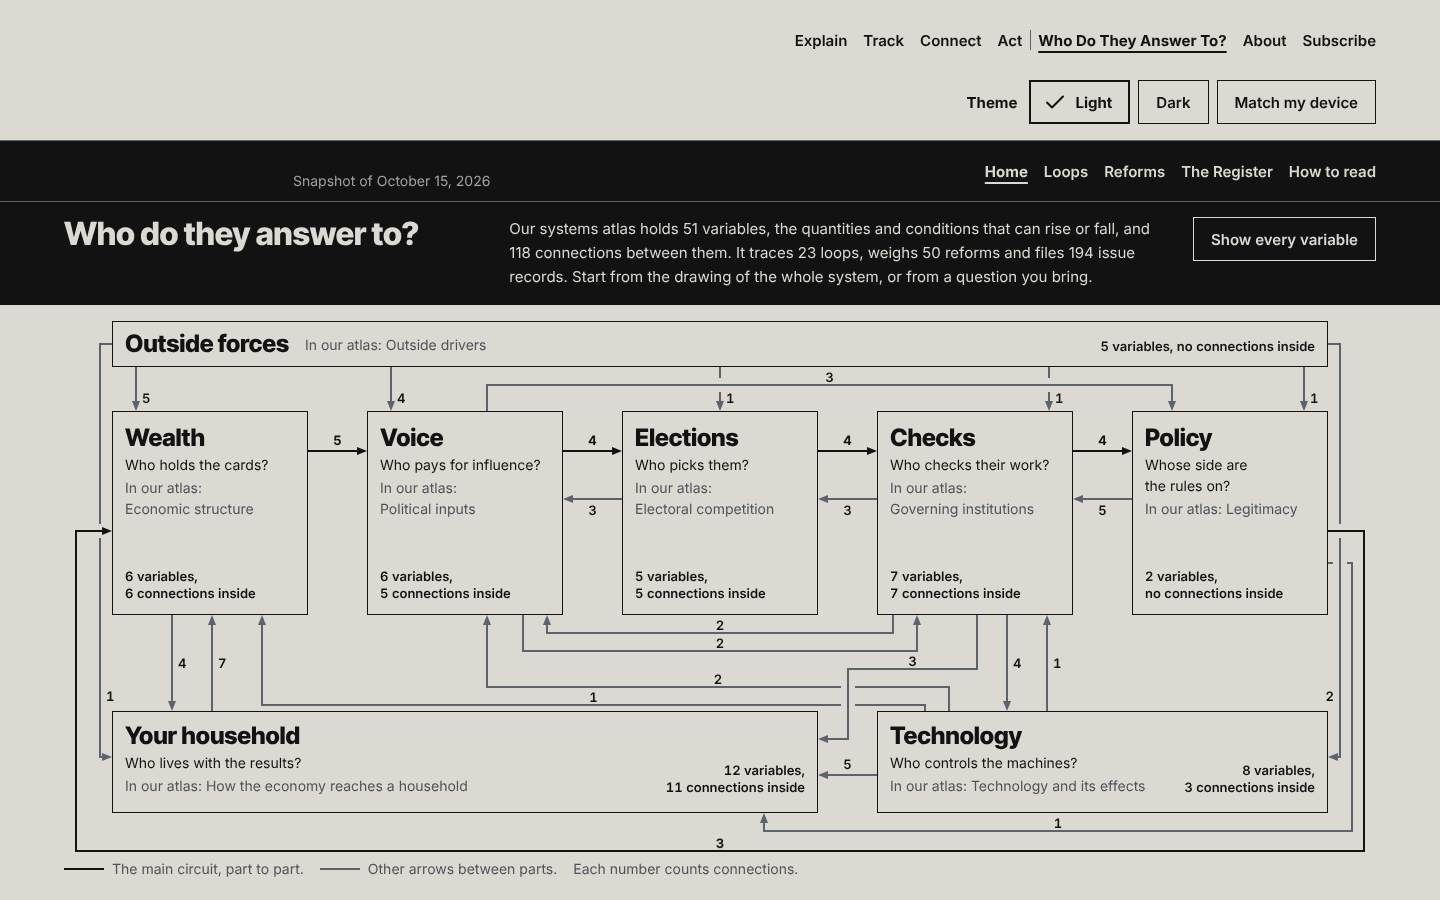 Explain Track Connect Act Who Do They Answer To? About Subscribe
Theme Light Dark Match my device
Snapshot of October 15, 2026
Home Loops Reforms The Register How to read
Who do they answer to?
Our systems atlas holds 51 variables, the quantities and conditions that can rise or fall, and
118 connections between them. It traces 23 loops, weighs 50 reforms and files 194 issue
records. Start from the drawing of the whole system, or from a question you bring.
Show every variable
Outside forces In our atlas: Outside drivers
5 variables, no connections inside
3
5 4 1 1 1
Wealth
Who holds the cards?
In our atlas:
Economic structure
6 variables,
6 connections inside
5
Voice
Who pays for influence?
In our atlas:
Political inputs
6 variables,
5 connections inside
4
3
Elections
Who picks them?
In our atlas:
Electoral competition
5 variables,
5 connections inside
4
3
Checks
Who checks their work?
In our atlas:
Governing institutions
7 variables,
7 connections inside
4
5
Policy
Whose side are
the rules on?
In our atlas: Legitimacy
2 variables,
no connections inside
2
2
4 7 3 4 1
2
1
1 2
Your household
Who lives with the results?
In our atlas: How the economy reaches a household
12 variables,
11 connections inside
5
Technology
Who controls the machines?
In our atlas: Technology and its effects
8 variables,
3 connections inside
1
3
The main circuit, part to part. Other arrows between parts. Each number counts connections.